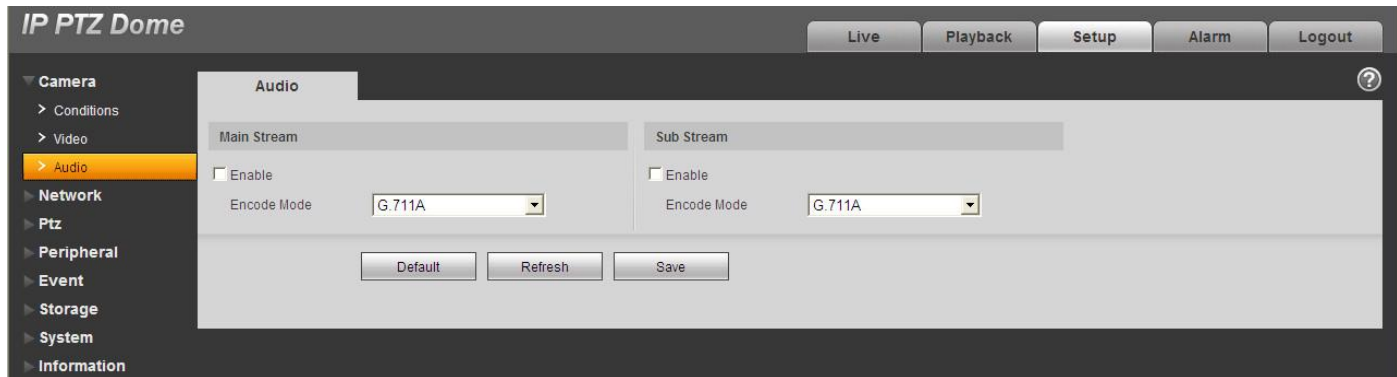 IP PTZ Dome
Live Playback Setup Alarm Logout
Camera
> Conditions
> Video
> Audio
Network
Ptz
Peripheral
Event
Storage
System
Information
Audio
?
Main Stream
Enable
Encode Mode G.711A
Sub Stream
Enable
Encode Mode G.711A
Default Refresh Save